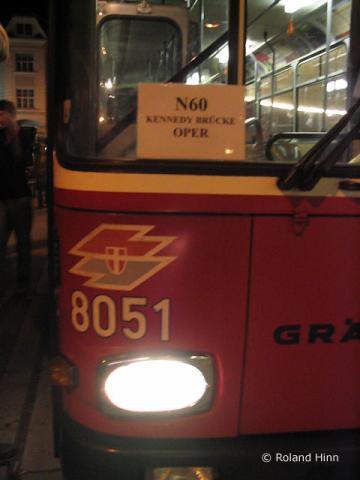 N60
KENNEDY BRÜCKE
OPER
8051
GRÄ
© Roland Hinn